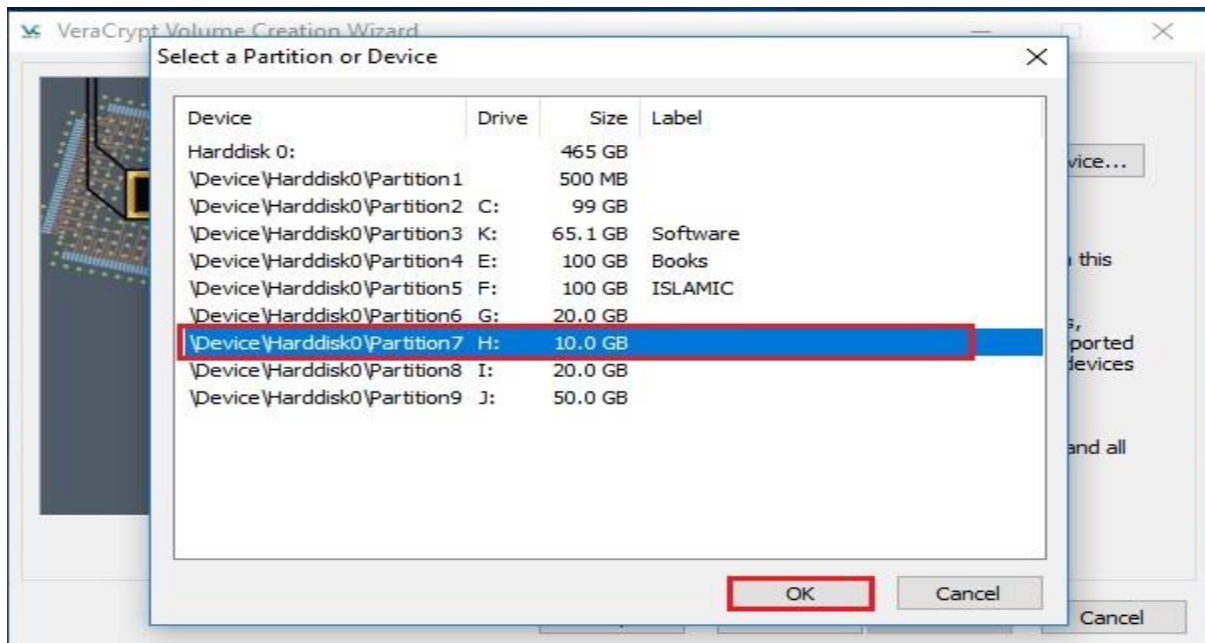 VeraCrypt Volume Creation Wizard
Select a Partition or Device
Device Drive Size Label
Harddisk 0: 465 GB
\Device\Harddisk0\Partition1 500 MB
\Device\Harddisk0\Partition2 C: 99 GB
\Device\Harddisk0\Partition3 K: 65.1 GB Software
\Device\Harddisk0\Partition4 E: 100 GB Books
\Device\Harddisk0\Partition5 F: 100 GB ISLAMIC
\Device\Harddisk0\Partition6 G: 20.0 GB
\Device\Harddisk0\Partition7 H: 10.0 GB
\Device\Harddisk0\Partition8 I: 20.0 GB
\Device\Harddisk0\Partition9 J: 50.0 GB
vice...
this
ported
devices
and all
OK Cancel
Cancel